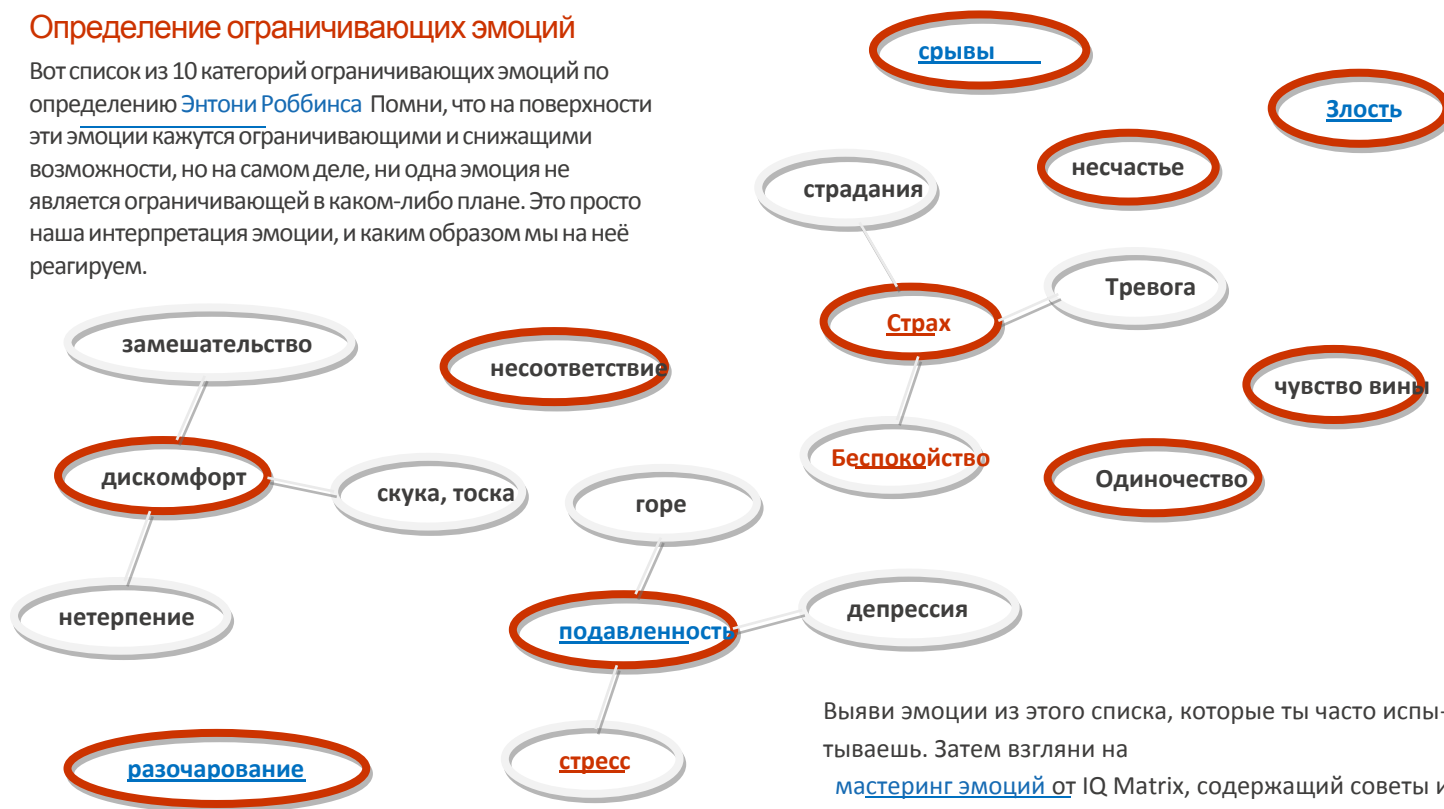 Определение ограничивающих эмоций
Вот список из 10 категорий ограничивающих эмоций по
определению Энтони Роббинса Помни, что на поверхности
эти эмоции кажутся ограничивающими и снижащими
возможности, но на самом деле, ни одна эмоция не
является ограничивающей в каком-либо плане. Это просто
наша интерпретация эмоции, и каким образом мы на неё
реагируем.
срывы
Злость
несчастье
страдания
Тревога
Страх
замешательство
несоответствие
чувство вины
Беспокойство
дискомфорт
Одиночество
скука, тоска
горе
нетерпение
депрессия
подавленность
стресс
разочарование
Выяви эмоции из этого списка, которые ты часто испы-
тываешь. Затем взгляни на
мастеринг эмоций от IQ Matrix, содержащий советы и